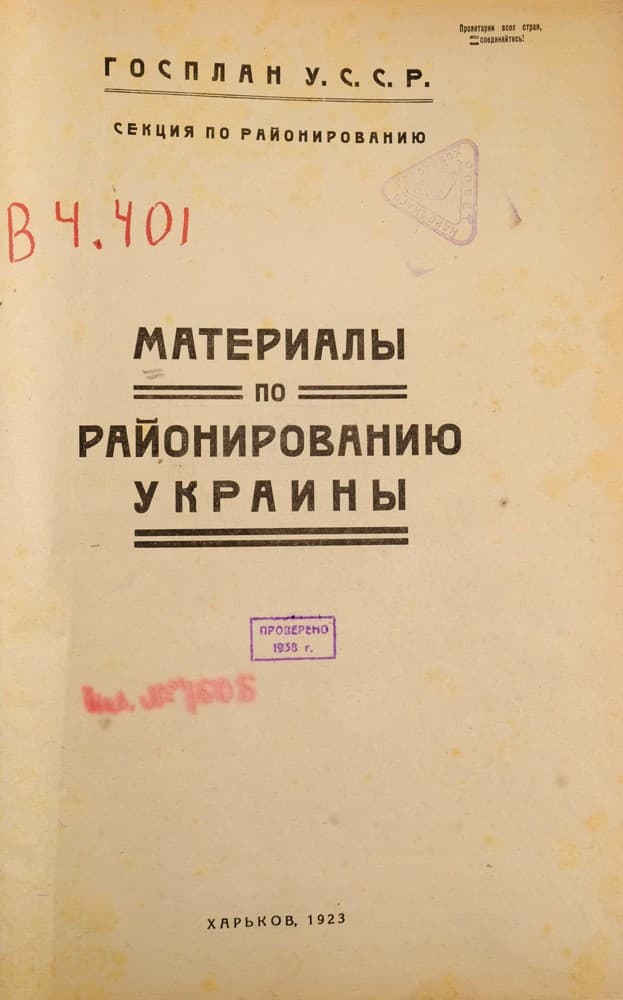 Пролетарии всех стран,
соединяйтесь!
ГОСПЛАН У. С. С. Р.
СЕКЦИЯ ПО РАЙОНИРОВАНИЮ
В 4.401
МАТЕРИАЛЫ
ПО
РАЙОНИРОВАНИЮ
УКРАИНЫ
ПРОВЕРЕНО
1938 г.
ХАРЬКОВ, 1923